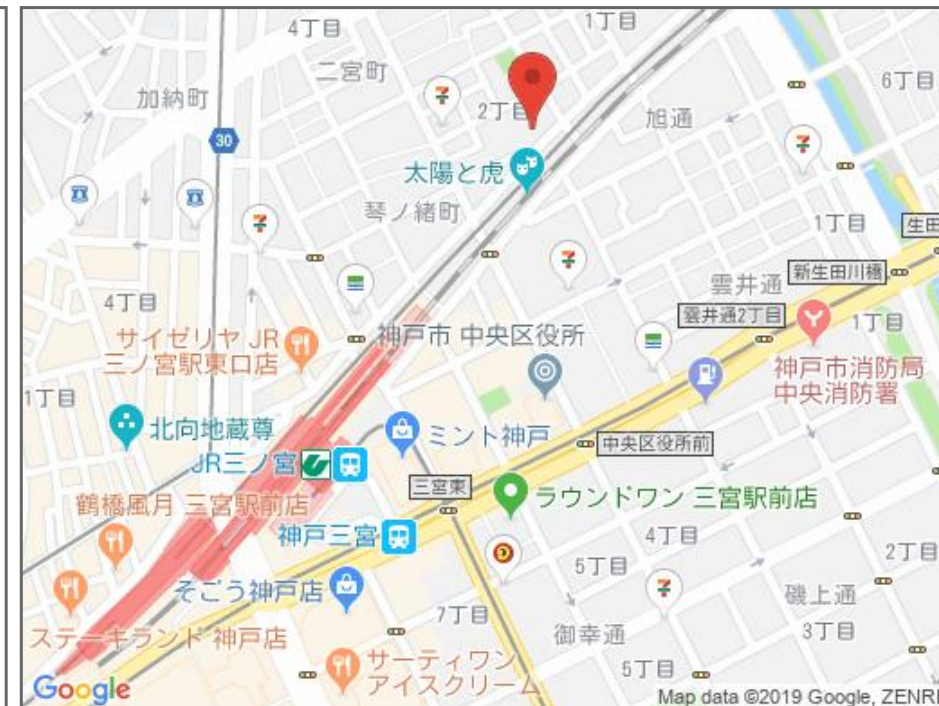 4丁目
1丁目
二宮町
6丁目
加納町
2丁目
旭通
30
太陽と虎
琴ノ緒町
1丁目
生田
雲井通
新生田川橋
4丁目
雲井通2丁目
1丁目
サイゼリヤ JR
三ノ宮駅東口店
神戸市 中央区役所
神戸市消防局
中央消防署
1丁目
北向地蔵尊
ミント神戸
中央区役所前
JR三ノ宮
三宮東
ラウンドワン 三宮駅前店
鶴橋風月 三宮駅前店
神戸三宮
4丁目
2丁目
5丁目
そごう神戸店
磯上通
7丁目
3丁目
御幸通
ステーキランド 神戸店
サーティワン
アイスクリーム
5丁目
Google
Map data ©2019 Google, ZENRI